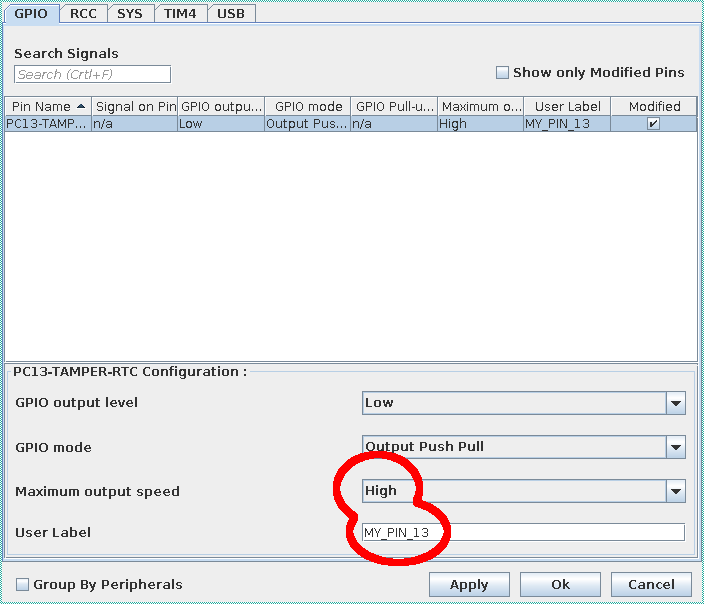 GPIO RCC SYS TIM4 USB
Search Signals
Search (Crtl+F)
Show only Modified Pins
Pin Name Signal on Pin GPIO outpu... GPIO mode GPIO Pull-u... Maximum o... User Label Modified
PC13-TAMP... n/a Low Output Pus... n/a High MY_PIN_13
PC13-TAMPER-RTC Configuration :
GPIO output level Low
GPIO mode Output Push Pull
Maximum output speed High
User Label MY_PIN_13
Group By Peripherals Apply Ok Cancel